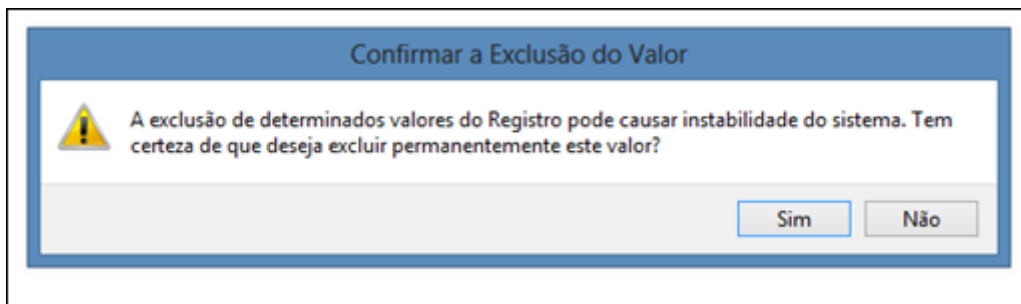 Confirmar a Exclusão do Valor
A exclusão de determinados valores do Registro pode causar instabilidade do sistema. Tem
certeza de que deseja excluir permanentemente este valor?
Sim
Não